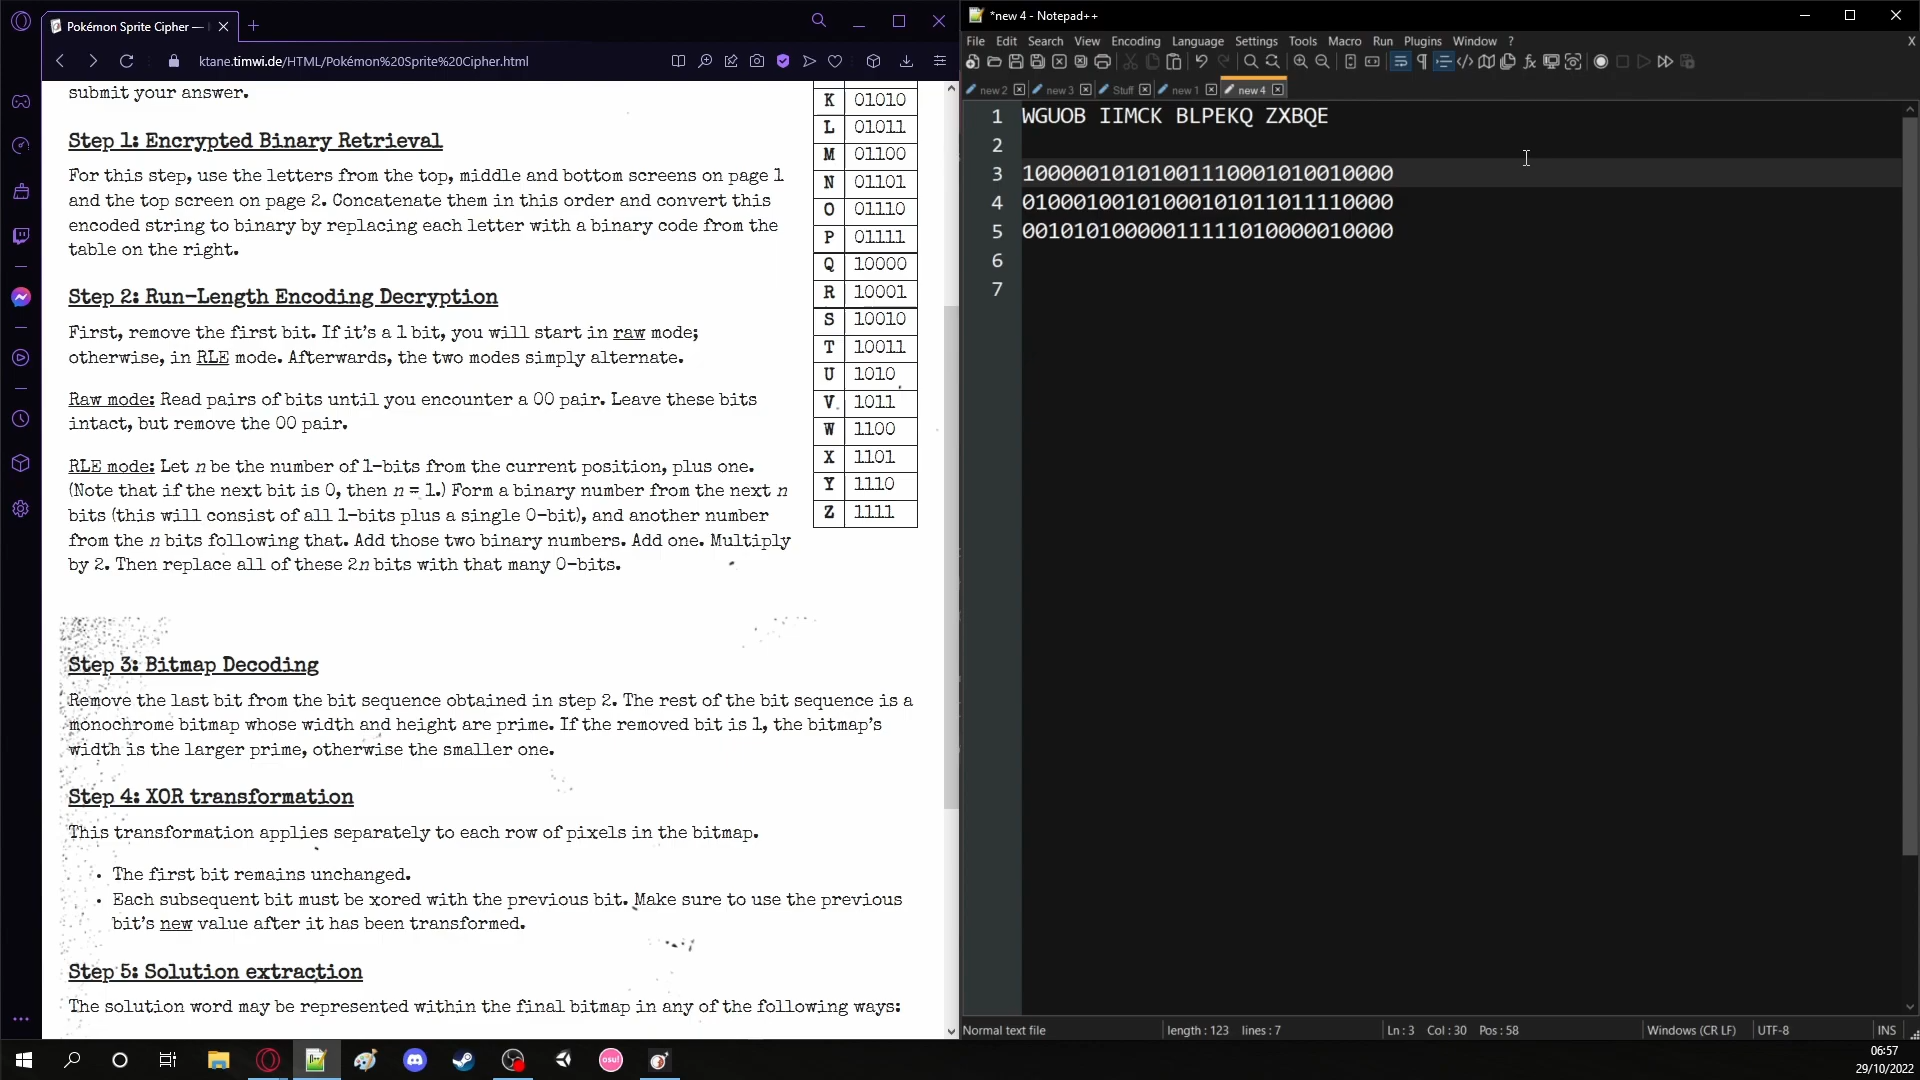 Pokémon Sprite Cipher —
ktane.timwi.de/HTML/Pokémon%20Sprite%20Cipher.html
submit your answer.
Step 1: Encrypted Binary Retrieval
For this step, use the letters from the top, middle and bottom screens on page 1
and the top screen on page 2. Concatenate them in this order and convert this
encoded string to binary by replacing each letter with a binary code from the
table on the right.
Step 2: Run-Length Encoding Decryption
First, remove the first bit. If it's a 1 bit, you will start in raw mode;
otherwise, in RLE mode. Afterwards, the two modes simply alternate.
Raw mode: Read pairs of bits until you encounter a 00 pair. Leave these bits
intact, but remove the 00 pair.
RLE mode: Let n be the number of 1-bits from the current position, plus one.
(Note that if the next bit is 0, then n = 1.) Form a binary number from the next n
bits (this will consist of all 1-bits plus a single 0-bit), and another number
from the n bits following that. Add those two binary numbers. Add one. Multiply
by 2. Then replace all of these 2n bits with that many 0-bits.
K 01010
L 01011
M 01100
N 01101
O 01110
P 01111
Q 10000
R 10001
S 10010
T 10011
U 1010
V 1011
W 1100
X 1101
Y 1110
Z 1111
Step 3: Bitmap Decoding
Remove the last bit from the bit sequence obtained in step 2. The rest of the bit sequence is a
monochrome bitmap whose width and height are prime. If the removed bit is 1, the bitmap's
width is the larger prime, otherwise the smaller one.
Step 4: XOR transformation
This transformation applies separately to each row of pixels in the bitmap.
• The first bit remains unchanged.
• Each subsequent bit must be xored with the previous bit. Make sure to use the previous
bit's new value after it has been transformed.
Step 5: Solution extraction
The solution word may be represented within the final bitmap in any of the following ways:
*new 4 - Notepad++
File Edit Search View Encoding Language Settings Tools Macro Run Plugins Window ? X
new 2 new 3 Stuff new 1 new 4
1 WGUOB IIMCK BLPEKQ ZXBQE
2
3 10000010101001110001010010000
4 01000100101000101011011110000
5 00101010000011111010000010000
6
7
Normal text file length : 123 lines : 7 Ln : 3 Col : 30 Pos : 58 Windows (CR LF) UTF-8 INS
osu!
06:57
29/10/2022